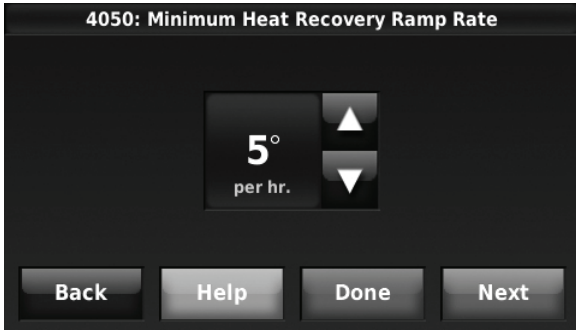 4050: Minimum Heat Recovery Ramp Rate
5°
per hr.
Back Help Done Next